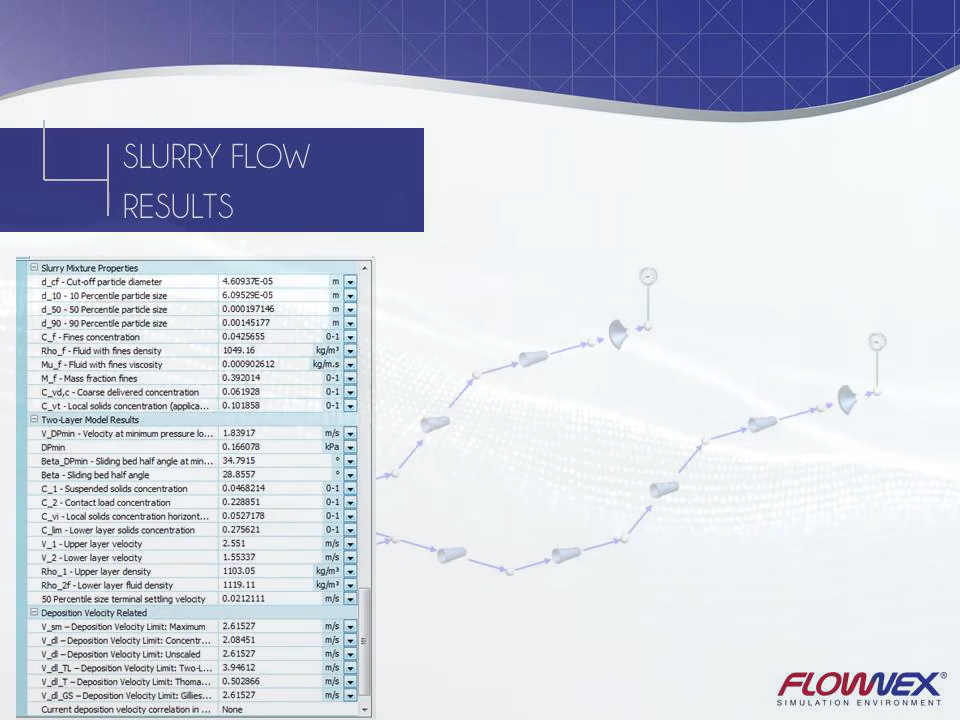 SLURRY FLOW
RESULTS
Slurry Mixture Properties
d_cf - Cut-off particle diameter 4.60937E-05 m
d_10 - 10 Percentile particle size 6.09529E-05 m
d_50 - 50 Percentile particle size 0.000197146 m
d_90 - 90 Percentile particle size 0.00145177 m
C_f - Fines concentration 0.0425655 0-1
Rho_f - Fluid with fines density 1049.16 kg/m³
Mu_f - Fluid with fines viscosity 0.000902612 kg/m.s
M_f - Mass fraction fines 0.392014 0-1
C_vd,c - Coarse delivered concentration 0.061928 0-1
C_vt - Local solids concentration (applica... 0.101858 0-1
Two-Layer Model Results
V_DPmin - Velocity at minimum pressure lo... 1.83917 m/s
DPmin 0.166078 kPa
Beta_DPmin - Sliding bed half angle at min... 34.7915 °
Beta - Sliding bed half angle 28.8557 °
C_1 - Suspended solids concentration 0.0468214 0-1
C_2 - Contact load concentration 0.228851 0-1
C_vi - Local solids concentration horizont... 0.0527178 0-1
C_lim - Lower layer solids concentration 0.275621 0-1
V_1 - Upper layer velocity 2.551 m/s
V_2 - Lower layer velocity 1.55337 m/s
Rho_1 - Upper layer density 1103.05 kg/m³
Rho_2f - Lower layer fluid density 1119.11 kg/m³
50 Percentile size terminal settling velocity 0.0212111 m/s
Deposition Velocity Related
V_sm – Deposition Velocity Limit: Maximum 2.61527 m/s
V_dl – Deposition Velocity Limit: Concentr... 2.08451 m/s
V_dl – Deposition Velocity Limit: Unscaled 2.61527 m/s
V_dl_TL – Deposition Velocity Limit: Two-L... 3.94612 m/s
V_dl_T – Deposition Velocity Limit: Thoma... 0.502866 m/s
V_dl_GS – Deposition Velocity Limit: Gillies... 2.61527 m/s
Current deposition velocity correlation in ... None
FLOWNEX®
SIMULATION ENVIRONMENT